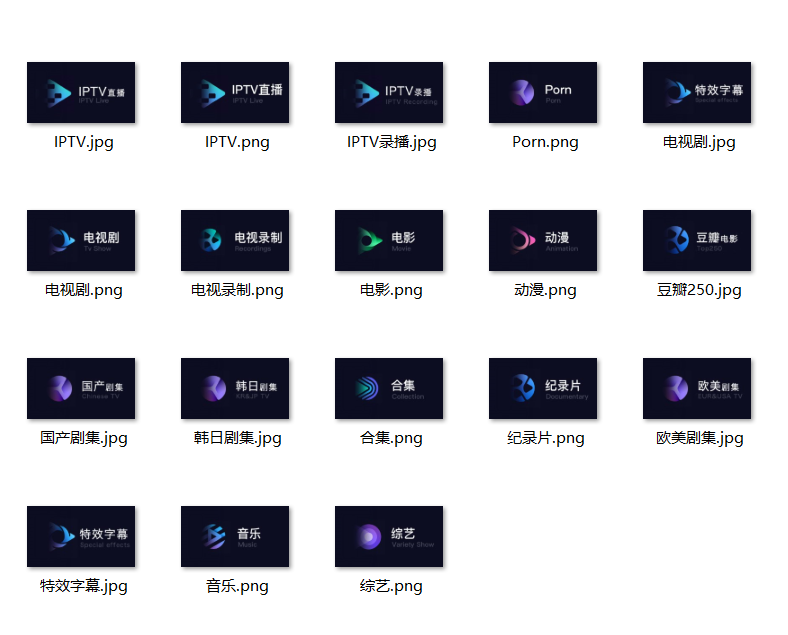 IPTV直播
IPTV Live
IPTV直播
IPTV Live
IPTV录播
IPTV Recording
Porn
Porn
特效字幕
Special effects
IPTV.jpg
IPTV.png
IPTV录播.jpg
Porn.png
电视剧.jpg
电视剧
Tv Show
电视录制
Recordings
电影
Movie
动漫
Animation
豆瓣电影
Top250
电视剧.png
电视录制.png
电影.png
动漫.png
豆瓣250.jpg
国产剧集
Chinese TV
韩日剧集
KR&JP TV
合集
Collection
纪录片
Documentary
欧美剧集
EUR&USA TV
国产剧集.jpg
韩日剧集.jpg
合集.png
纪录片.png
欧美剧集.jpg
特效字幕
Special effects
音乐
Music
综艺
Variety Show
特效字幕.jpg
音乐.png
综艺.png